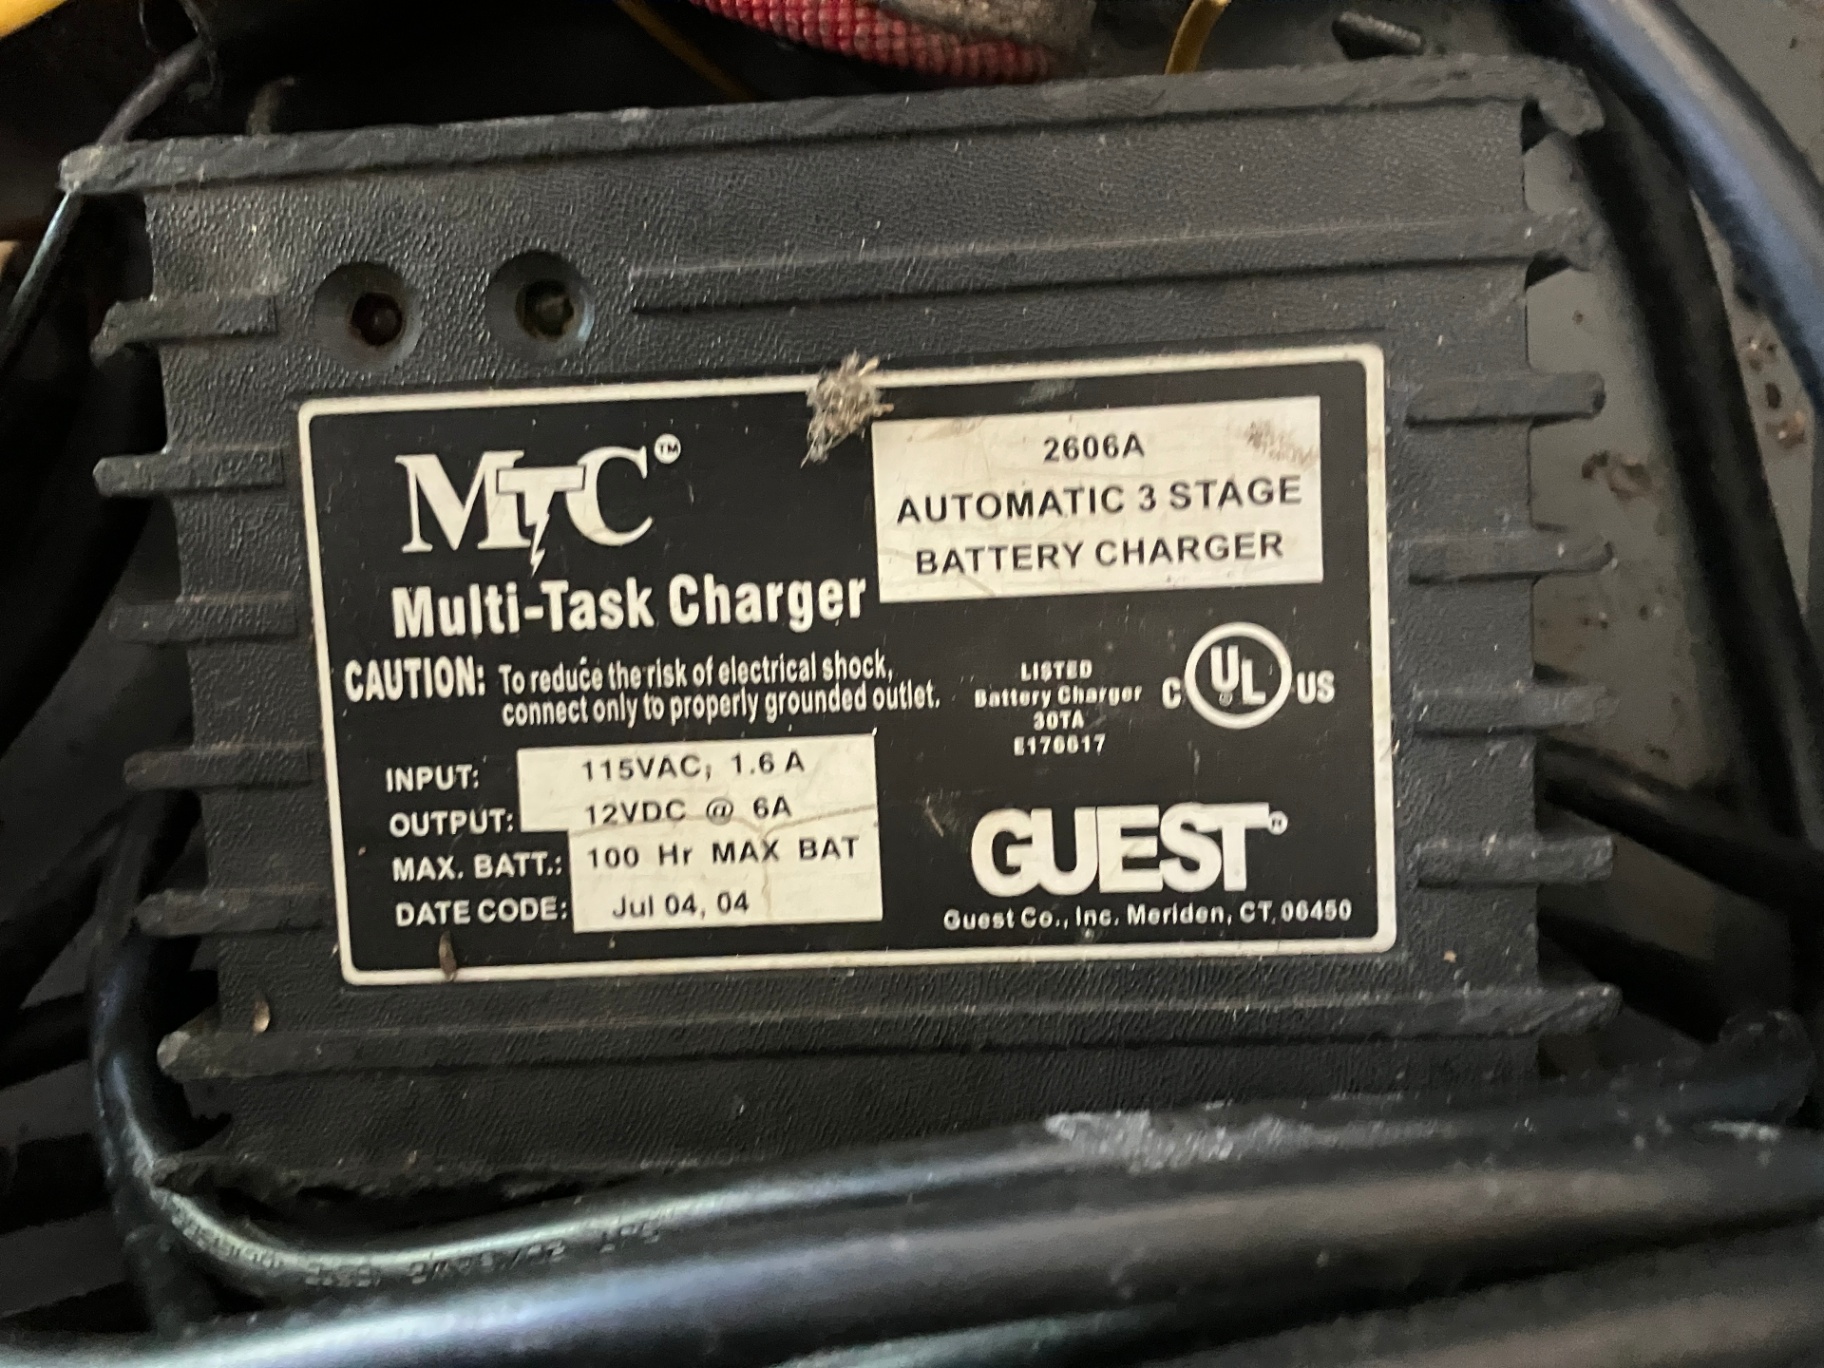 MTC™
Multi-Task Charger
2606A
AUTOMATIC 3 STAGE
BATTERY CHARGER
CAUTION: To reduce the risk of electrical shock,
connect only to properly grounded outlet.
LISTED
Battery Charger
30TA
E170617
C UL US
INPUT: 115VAC, 1.6 A
OUTPUT: 12VDC @ 6A
MAX. BATT.: 100 Hr MAX BAT
DATE CODE: Jul 04, 04
GUEST
Guest Co., Inc. Meriden, CT. 06450